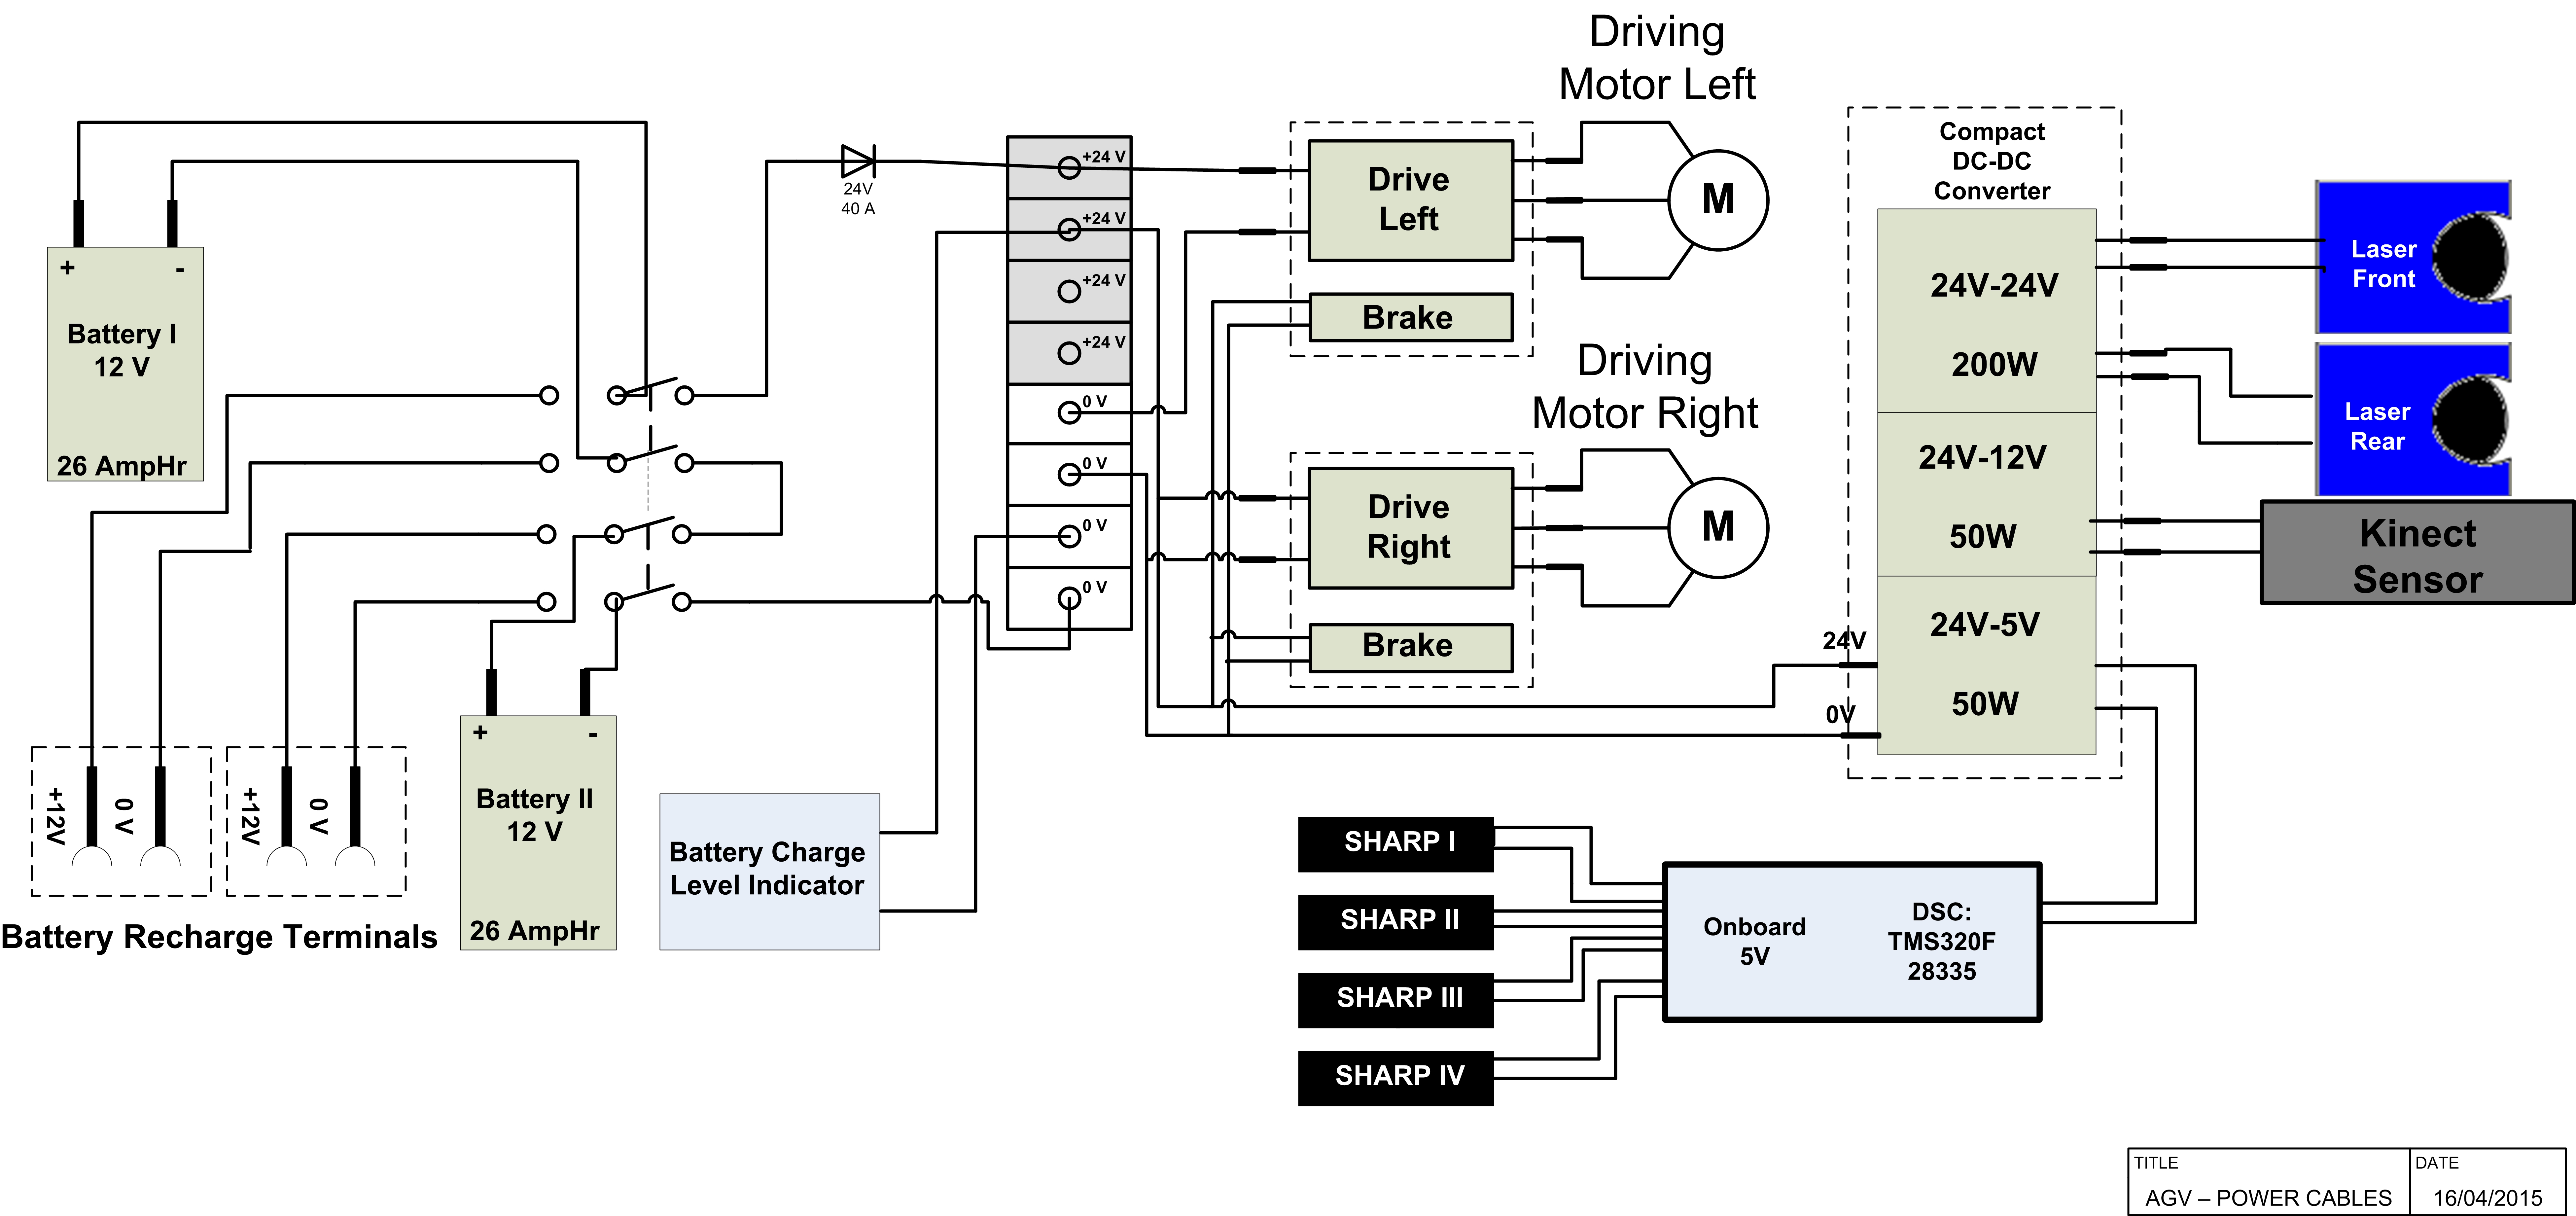 Driving
Motor Left
Compact
DC-DC
Converter
+24 V
+24 V
+24 V
+24 V
0 V
0 V
0 V
0 V
24V
40 A
Drive
Left
M
Brake
Laser
Front
+ -
Battery I
12 V
26 AmpHr
24V-24V
200W
Driving
Motor Right
Laser
Rear
24V-12V
50W
Drive
Right
M
Brake
Kinect
Sensor
24V-5V
50W
24V
0V
+ -
Battery II
12 V
26 AmpHr
+12V
0 V
+12V
0 V
Battery Recharge Terminals
Battery Charge
Level Indicator
SHARP I
SHARP II
SHARP III
SHARP IV
Onboard
5V
DSC:
TMS320F
28335
TITLE
AGV – POWER CABLES
DATE
16/04/2015